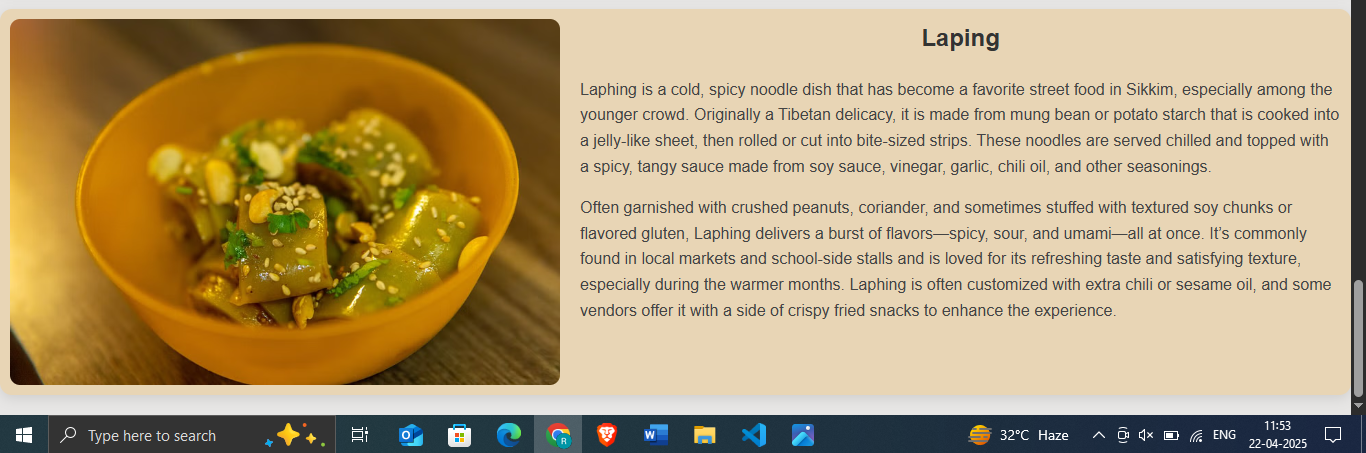 Laping
Laphing is a cold, spicy noodle dish that has become a favorite street food in Sikkim, especially among the
younger crowd. Originally a Tibetan delicacy, it is made from mung bean or potato starch that is cooked into
a jelly-like sheet, then rolled or cut into bite-sized strips. These noodles are served chilled and topped with
a spicy, tangy sauce made from soy sauce, vinegar, garlic, chili oil, and other seasonings.
Often garnished with crushed peanuts, coriander, and sometimes stuffed with textured soy chunks or
flavored gluten, Laphing delivers a burst of flavors—spicy, sour, and umami—all at once. It’s commonly
found in local markets and school-side stalls and is loved for its refreshing taste and satisfying texture,
especially during the warmer months. Laphing is often customized with extra chili or sesame oil, and some
vendors offer it with a side of crispy fried snacks to enhance the experience.
Type here to search
R
32°C Haze
ENG
11:53
22-04-2025